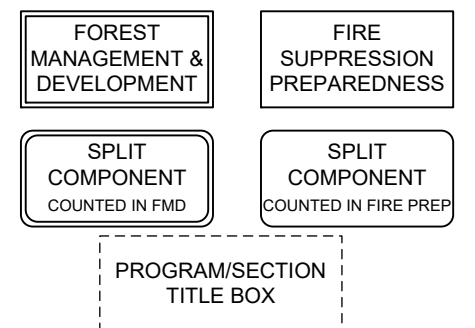 FOREST
MANAGEMENT &
DEVELOPMENT
FIRE
SUPPRESSION
PREPAREDNESS
SPLIT
COMPONENT
COUNTED IN FMD
SPLIT
COMPONENT
COUNTED IN FIRE PREP
PROGRAM/SECTION
TITLE BOX